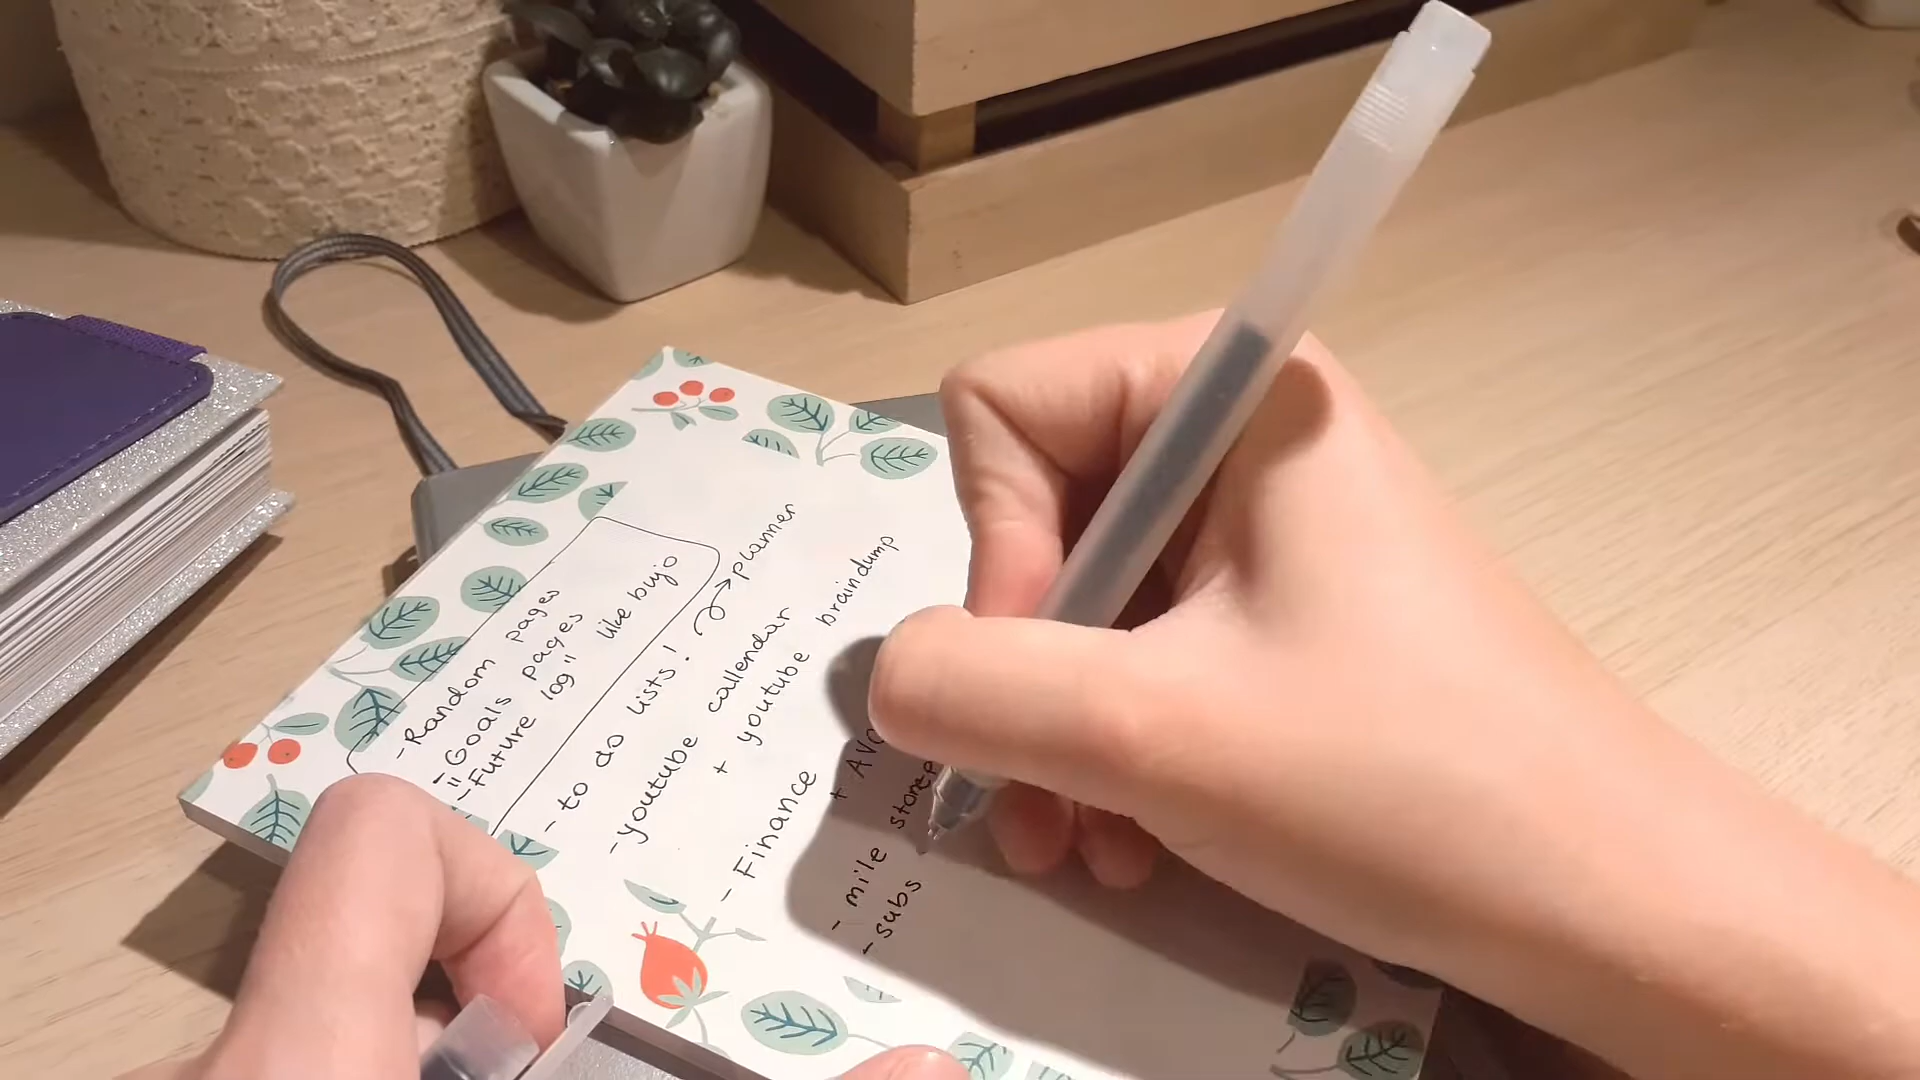 - Random pages
- "Goals pages
- Future log" like bujo
- to do lists! → planner
- youtube callendar
+ youtube braindump
- Finance
+
- mile
- subs